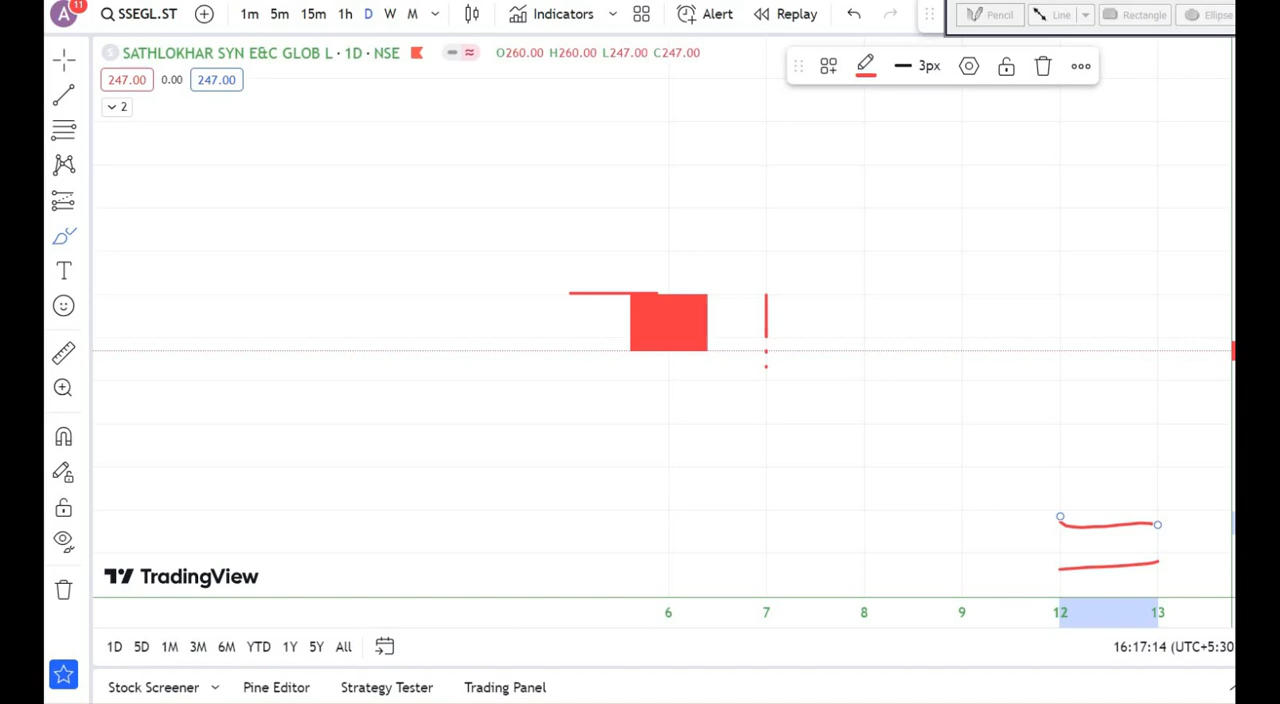 A 11 SSEGL.ST 1m 5m 15m 1h D W M Indicators Alert Replay Pencil Line Rectangle Ellipse
S SATHLOKHAR SYN E&C GLOB L · 1D · NSE O260.00 H260.00 L247.00 C247.00
3px
247.00 0.00 247.00
2
T
TradingView
6 7 8 9 12 13
1D 5D 1M 3M 6M YTD 1Y 5Y All 16:17:14 (UTC+5:30
Stock Screener Pine Editor Strategy Tester Trading Panel